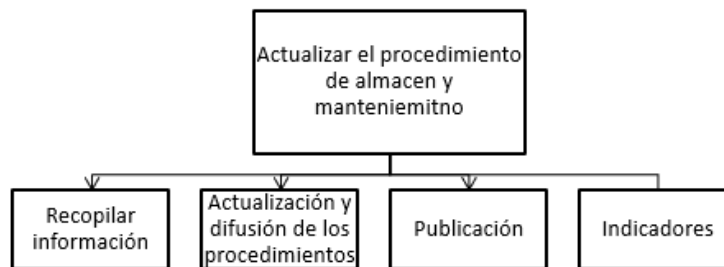 Actualizar el procedimiento
de almacen y
manteniemitno
Recopilar
información
Actualización y
difusión de los
procedimientos
Publicación
Indicadores